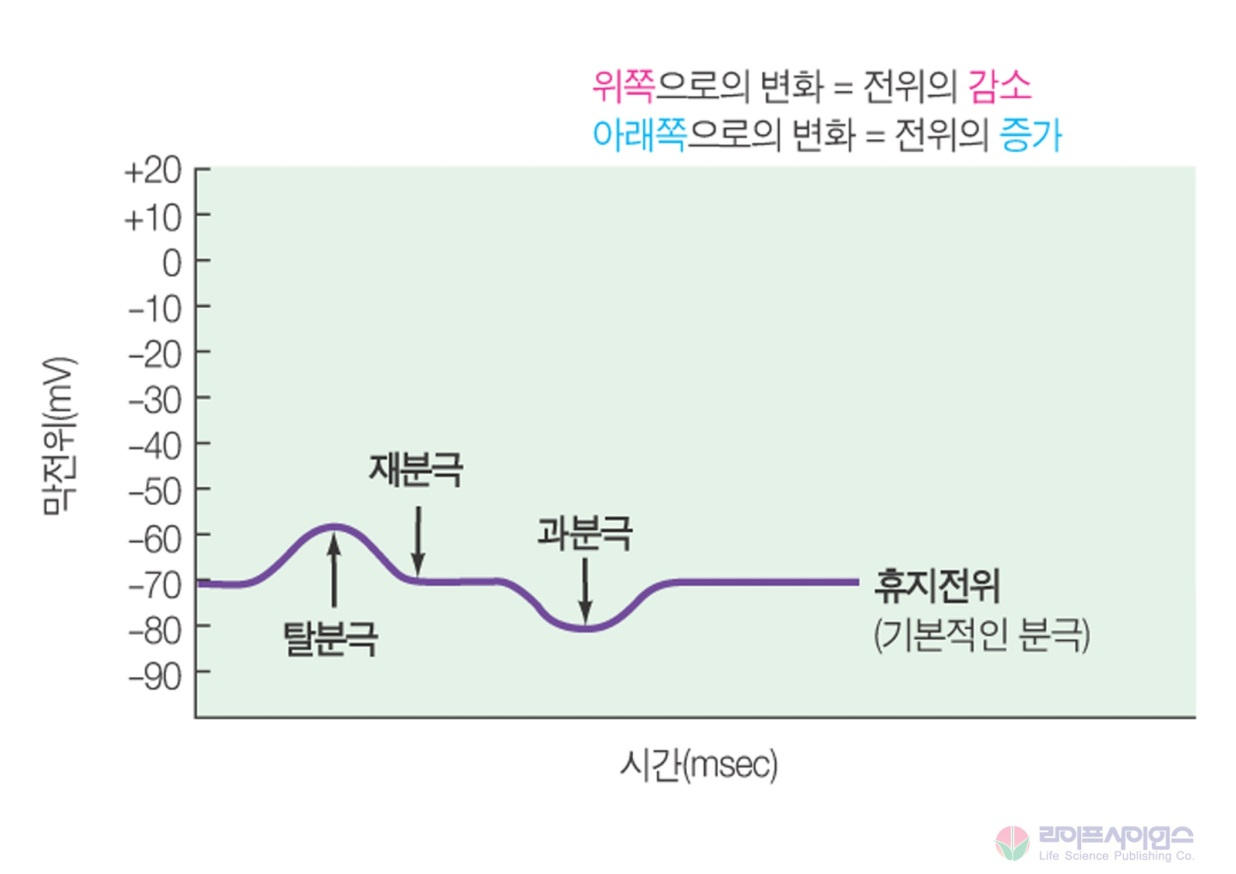 위쪽으로의 변화 = 전위의 감소
아래쪽으로의 변화 = 전위의 증가
+20
+10
0
-10
-20
-30
-40
-50
-60
-70
-80
-90
막전위(mV)
재분극
과분극
탈분극
휴지전위
(기본적인 분극)
시간(msec)
라이프사이언스
Life Science Publishing Co.